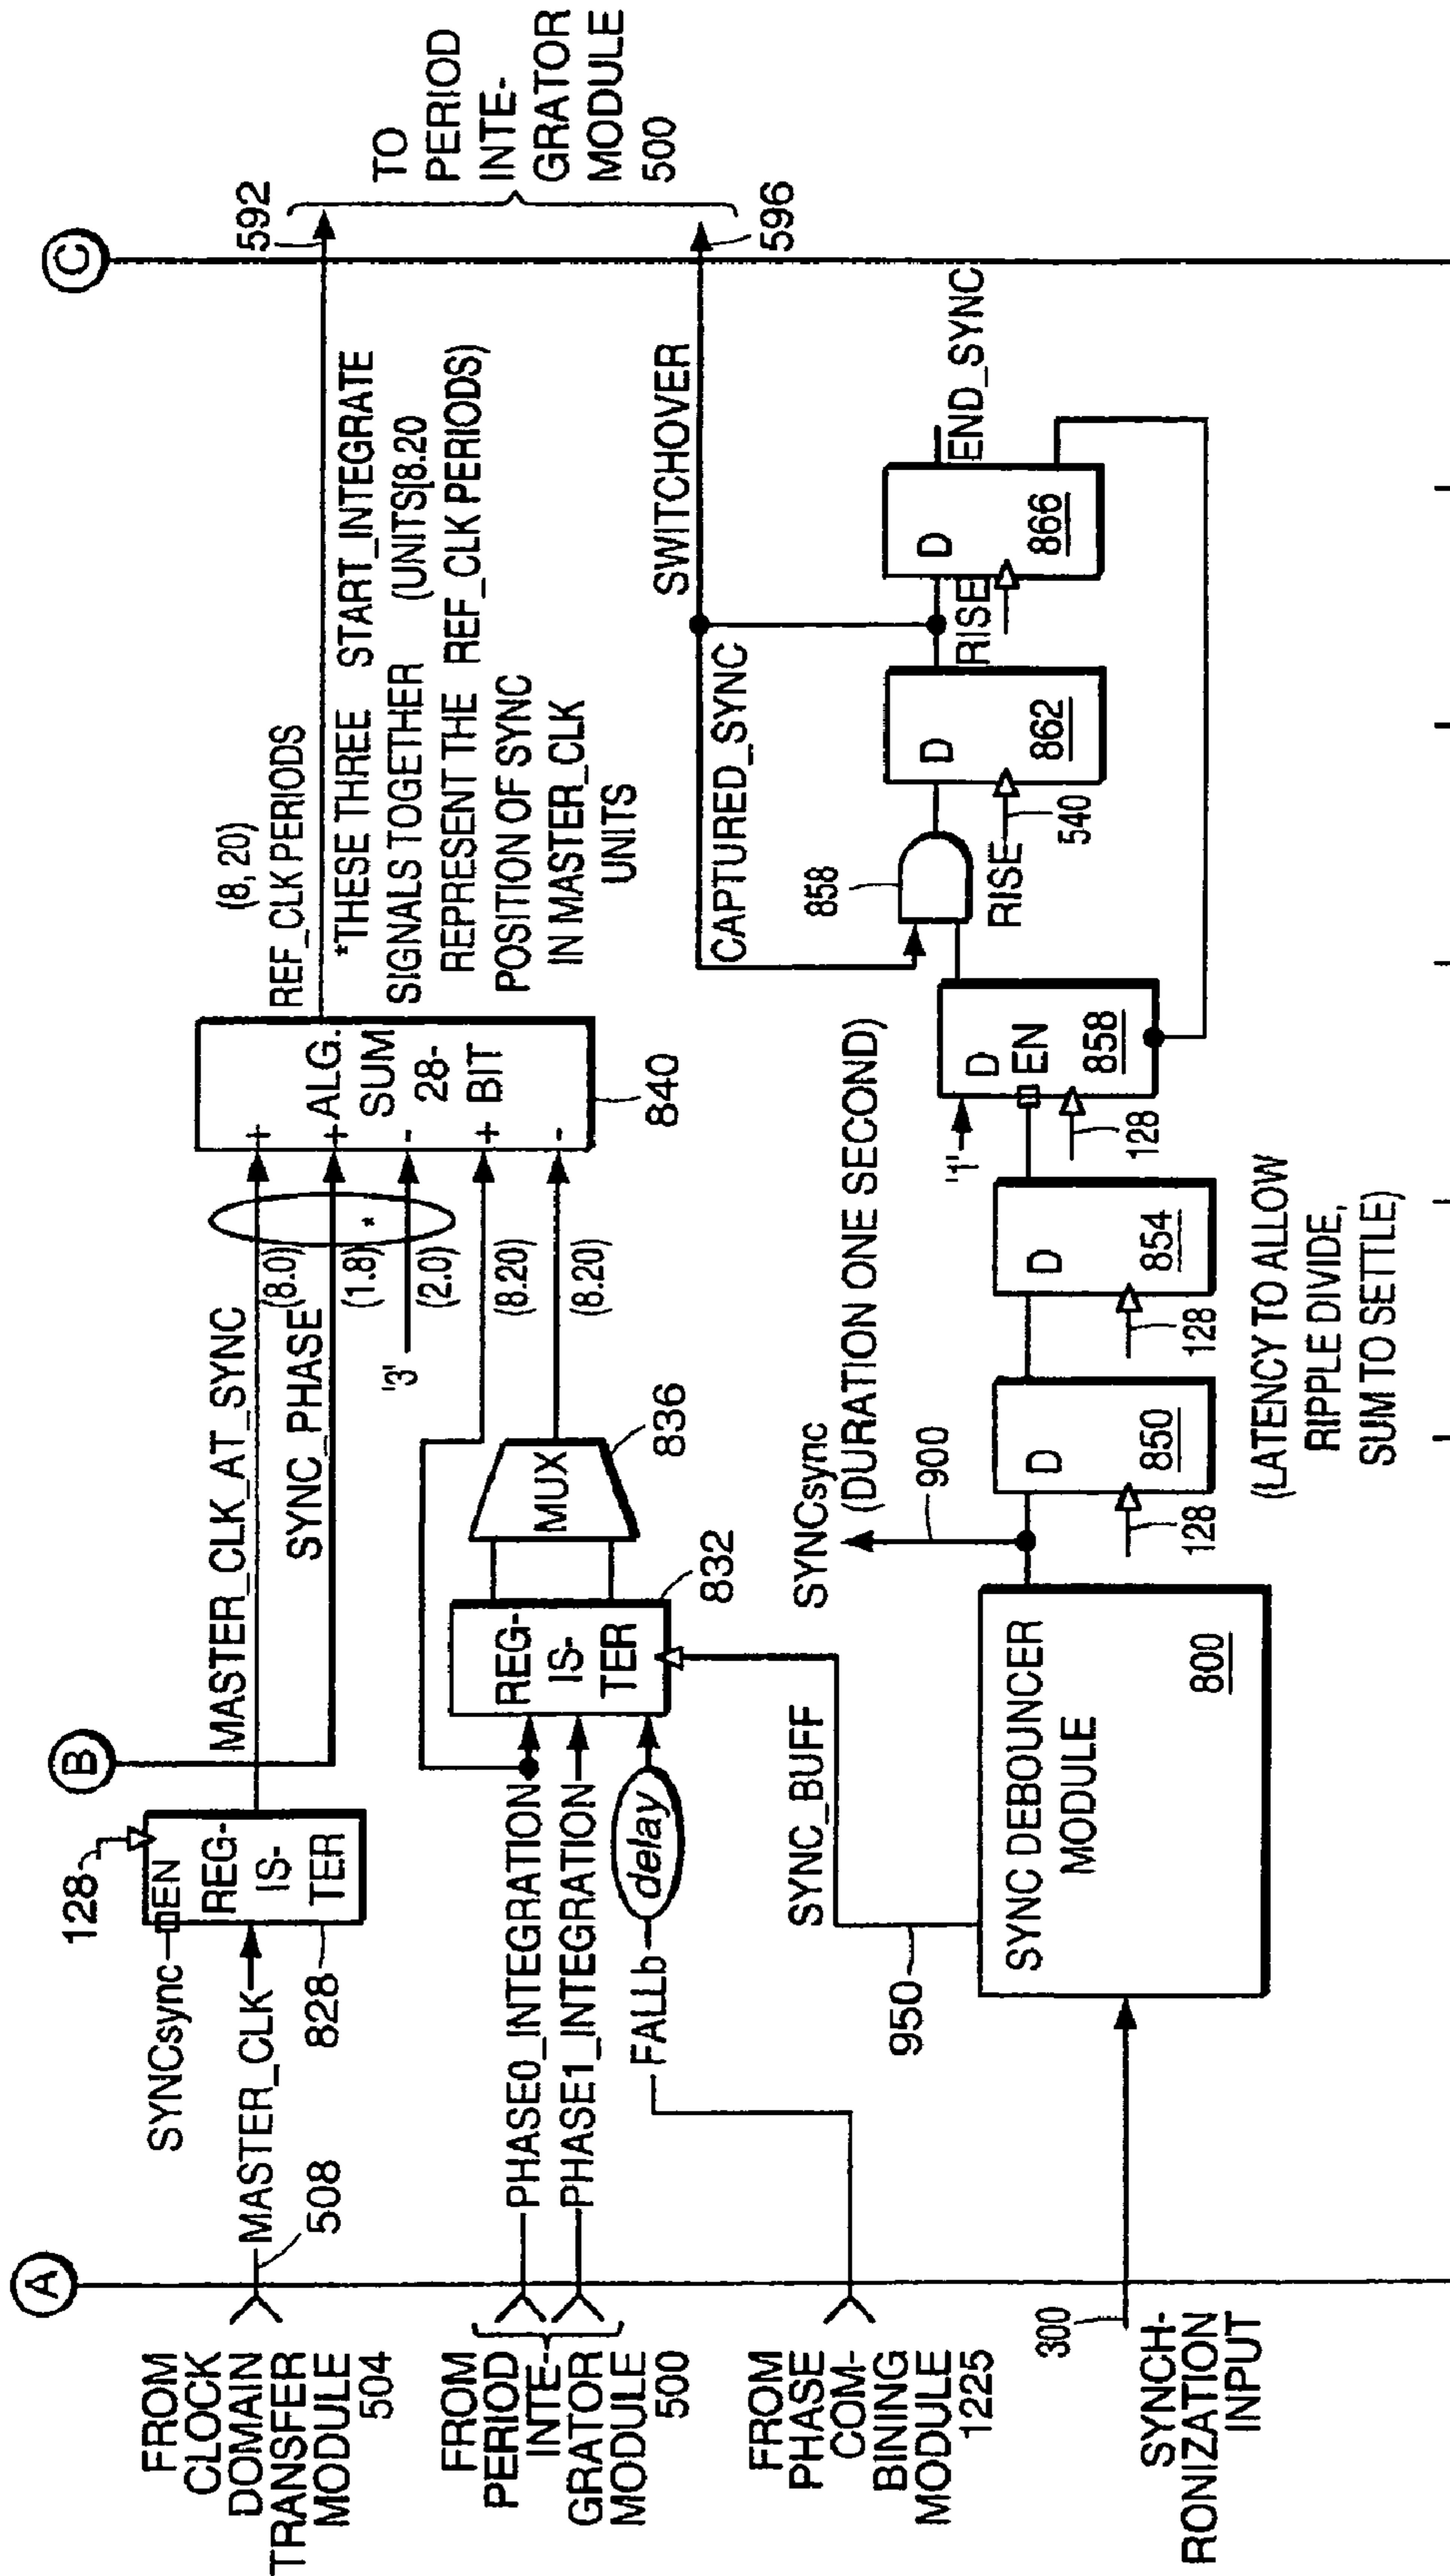 A
B
C
FROM
CLOCK
DOMAIN
TRANSFER
MODULE
504
MASTER_CLK
508
SYNCsync
128
EN
REG-
IS-
TER
828
MASTER_CLK_AT_SYNC
SYNC_PHASE
(8.0)
(1.8)
*
'3'
(2.0)
(8.20)
(8.20)
+
+
-
+
-
ALG.
SUM
28-
BIT
840
(8, 20)
REF_CLK PERIODS
*THESE THREE
SIGNALS TOGETHER
REPRESENT THE
POSITION OF SYNC
IN MASTER_CLK
UNITS
START_INTEGRATE
(UNITS[8.20
REF_CLK PERIODS)
592
TO
PERIOD
INTE-
GRATOR
MODULE
500
596
FROM
PERIOD
INTE-
GRATOR
MODULE
500
PHASE0_INTEGRATION
PHASE1_INTEGRATION
FALLb
delay
REG-
IS-
TER
832
MUX
836
FROM
PHASE
COM-
BINING
MODULE
1225
SYNC_BUFF
950
SYNCH-
RONIZATION
INPUT
300
SYNC DEBOUNCER
MODULE
800
SYNCsync
(DURATION ONE SECOND)
900
D
850
128
D
854
128
(LATENCY TO ALLOW
RIPPLE DIVIDE,
SUM TO SETTLE)
'1'
D
EN
858
128
CAPTURED_SYNC
SWITCHOVER
858
RISE
540
D
862
RISE
D
866
END_SYNC